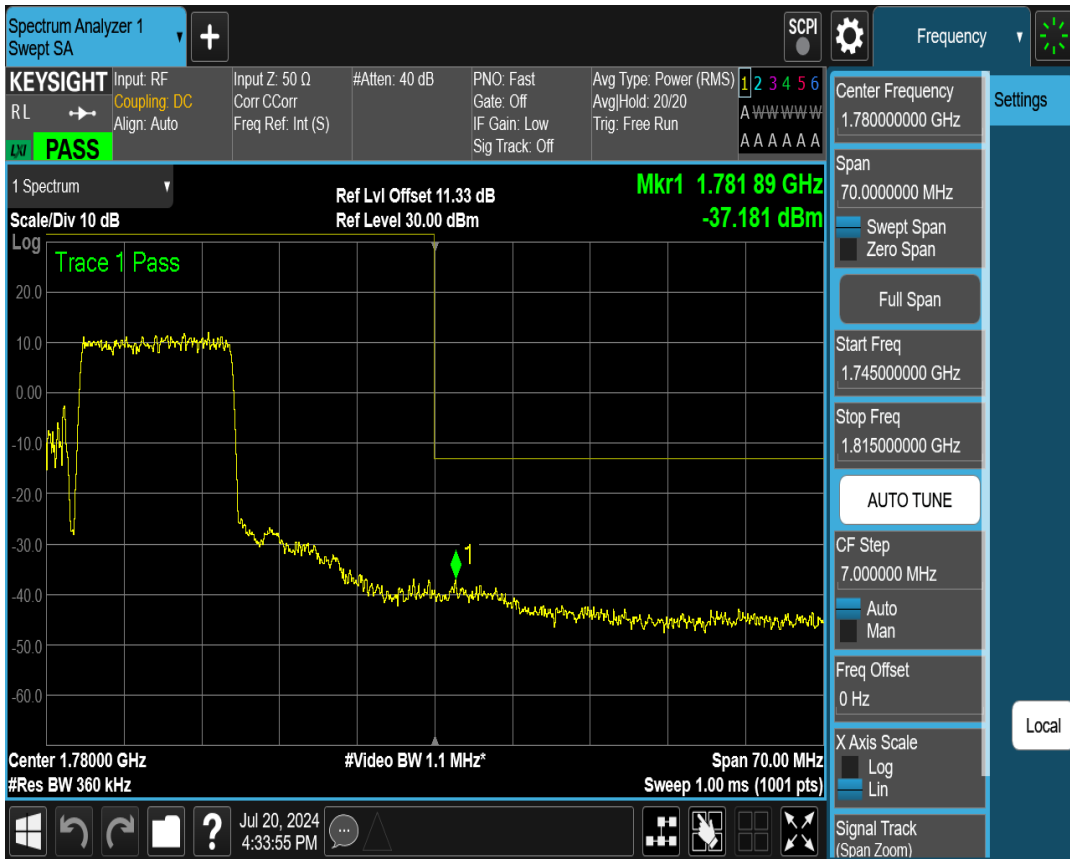 Spectrum Analyzer 1
Swept SA
+
SCPI
Frequency
KEYSIGHT
R L
LXI
PASS
Input: RF
Coupling: DC
Align: Auto
Input Z: 50 Ω
Corr CCorr
Freq Ref: Int (S)
#Atten: 40 dB
PNO: Fast
Gate: Off
IF Gain: Low
Sig Track: Off
Avg Type: Power (RMS)
Avg|Hold: 20/20
Trig: Free Run
1 2 3 4 5 6
A W W W W W
A A A A A A
1 Spectrum
Scale/Div 10 dB
Ref Lvl Offset 11.33 dB
Ref Level 30.00 dBm
Mkr1 1.781 89 GHz
-37.181 dBm
Log
Trace 1 Pass
20.0
10.0
0.00
-10.0
-20.0
-30.0
-40.0
-50.0
-60.0
1
Center 1.78000 GHz
#Res BW 360 kHz
#Video BW 1.1 MHz*
Span 70.00 MHz
Sweep 1.00 ms (1001 pts)
Center Frequency
1.780000000 GHz
Span
70.0000000 MHz
Swept Span
Zero Span
Full Span
Start Freq
1.745000000 GHz
Stop Freq
1.815000000 GHz
AUTO TUNE
CF Step
7.000000 MHz
Auto
Man
Freq Offset
0 Hz
X Axis Scale
Log
Lin
Signal Track
(Span Zoom)
Settings
Local
?
Jul 20, 2024
4:33:55 PM